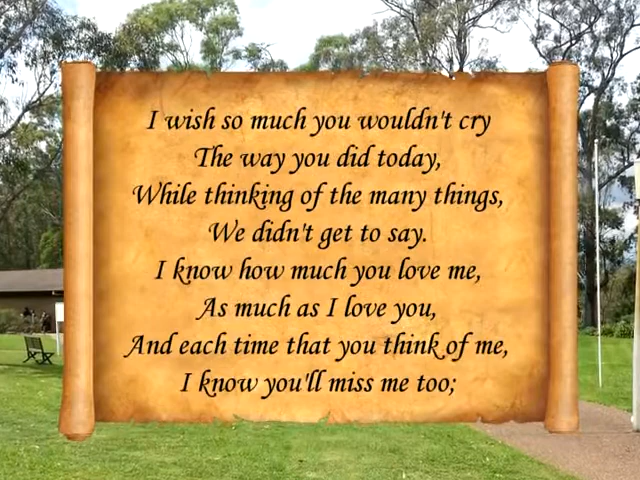 I wish so much you wouldn't cry
The way you did today,
While thinking of the many things,
We didn't get to say.
I know how much you love me,
As much as I love you,
And each time that you think of me,
I know you'll miss me too;